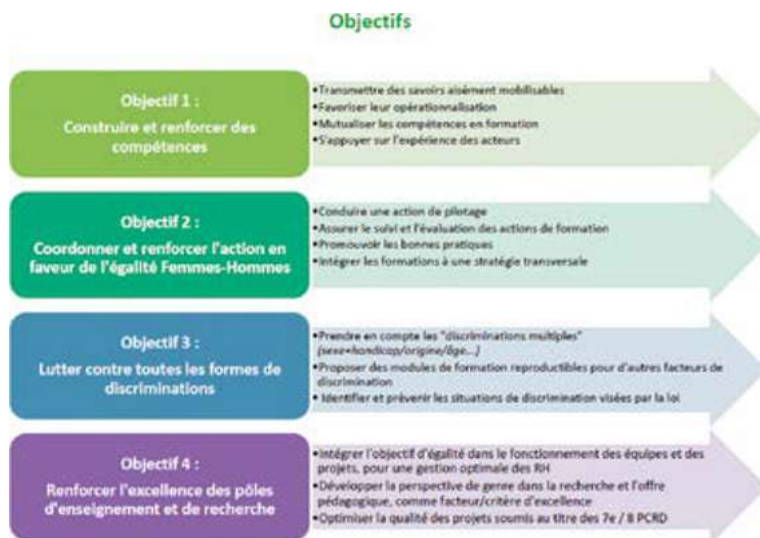 Objectifs
Objectif 1 :
Construire et renforcer des
compétences
•Transmettre des savoirs aisément mobilisables
•Favoriser leur opérationnalisation
•Mutualiser les compétences en formation
•S'appuyer sur l'expérience des acteurs
Objectif 2 :
Coordonner et renforcer l'action en
faveur de l'égalité Femmes-Hommes
•Conduire une action de pilotage
•Assurer le suivi et l'évaluation des actions de formation
•Promouvoir les bonnes pratiques
•Intégrer les formations à une stratégie transversale
Objectif 3 :
Lutter contre toutes les formes de
discriminations
•Prendre en compte les "discriminations multiples"
(sexe+handicap/origine/âge...)
•Proposer des modules de formation reproductibles pour d'autres facteurs de
discrimination
• Identifier et prévenir les situations de discrimination visées par la loi
Objectif 4 :
Renforcer l'excellence des pôles
d'enseignement et de recherche
•Intégrer l'objectif d'égalité dans le fonctionnement des équipes et des
projets, pour une gestion optimale des RH
•Développer la perspective de genre dans la recherche et l'offre
pédagogique, comme facteur/critère d'excellence
•Optimiser la qualité des projets soumis au titre des 7e / 8 PCRD